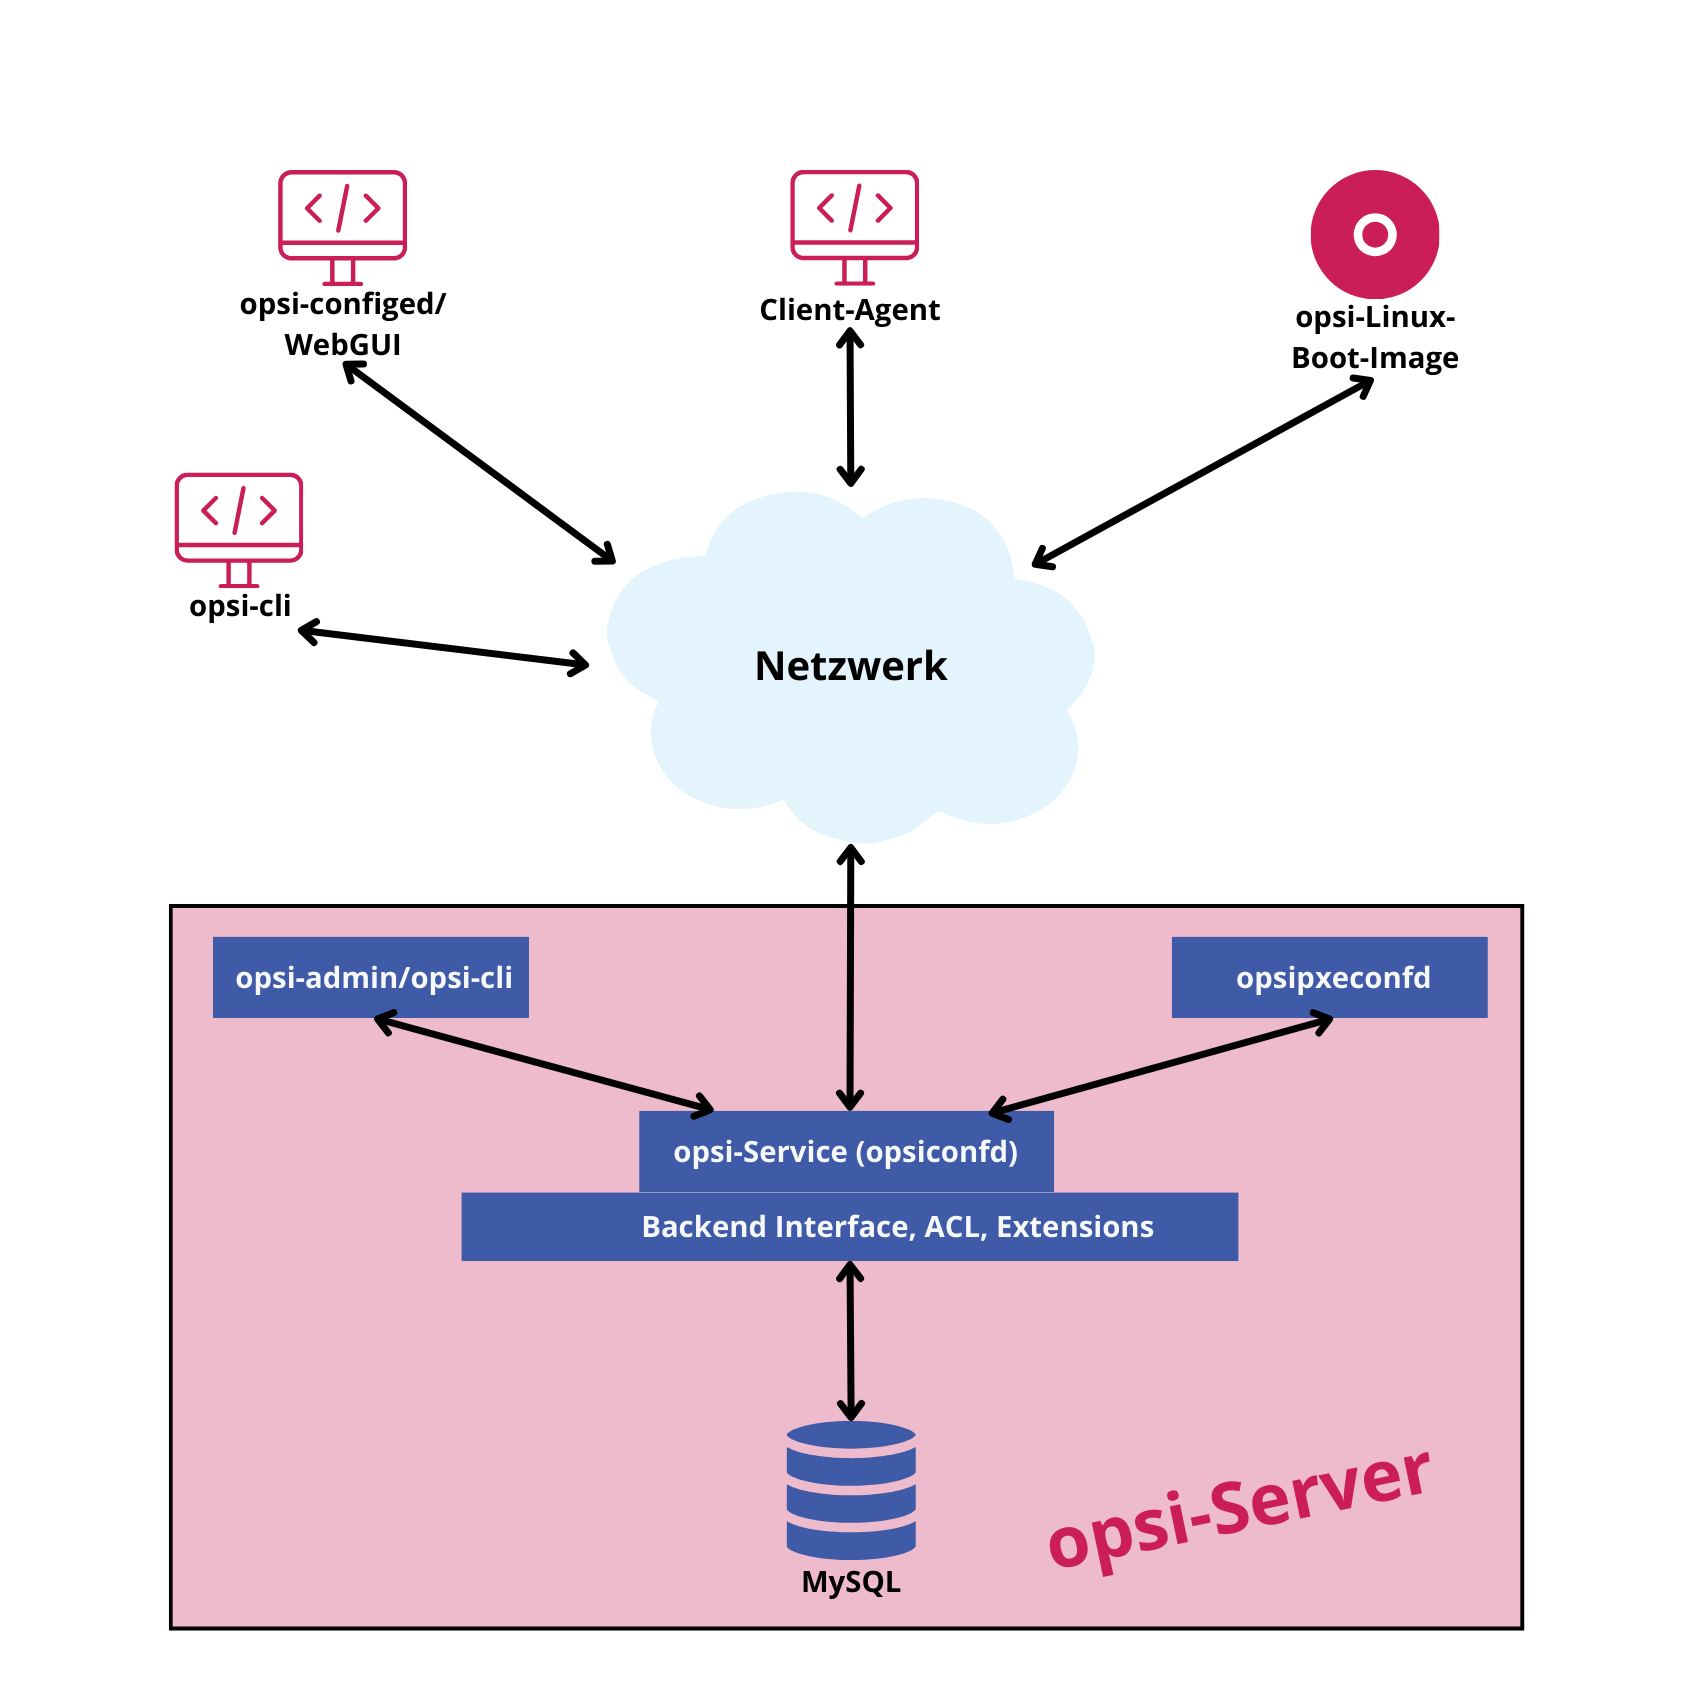 opsi-configed/
WebGUI
Client-Agent
opsi-Linux-
Boot-Image
opsi-cli
Netzwerk
opsi-admin/opsi-cli
opsipxeconfd
opsi-Service (opsiconfd)
Backend Interface, ACL, Extensions
MySQL
opsi-Server